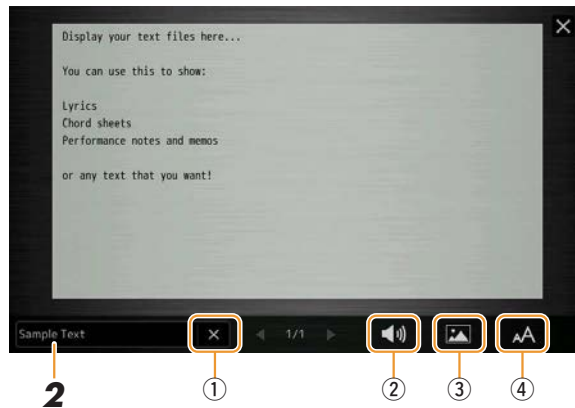 Display your text files here...
You can use this to show:
Lyrics
Chord sheets
Performance notes and memos
or any text that you want!
Sample Text
1/1
AA
2
①
②
③
④